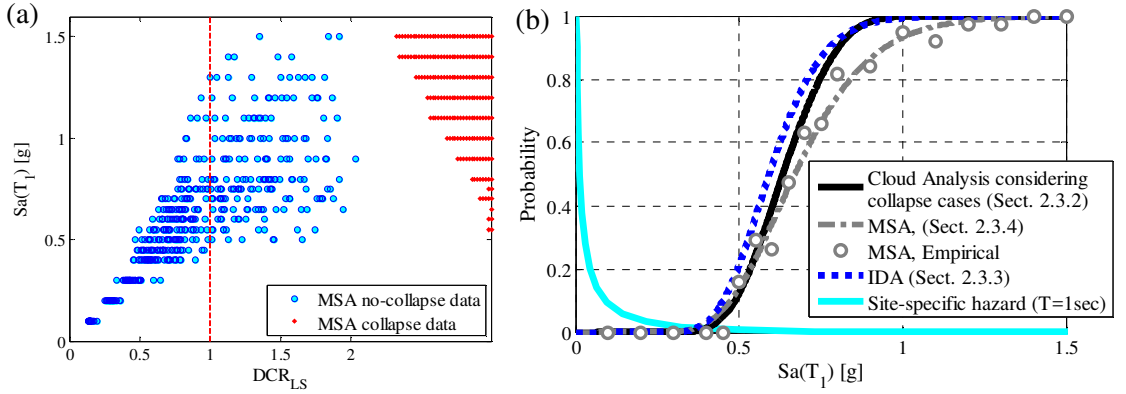 (a)
1.5
1
0.5
0
Sa(T1) [g]
0
0.5
1
1.5
2
DCRLS
MSA no-collapse data
MSA collapse data
(b)
1
0.8
0.6
0.4
0.2
0
Probability
0
0.5
1
1.5
Sa(T1) [g]
Cloud Analysis considering
collapse cases (Sect. 2.3.2)
MSA, (Sect. 2.3.4)
MSA, Empirical
IDA (Sect. 2.3.3)
Site-specific hazard (T=1sec)